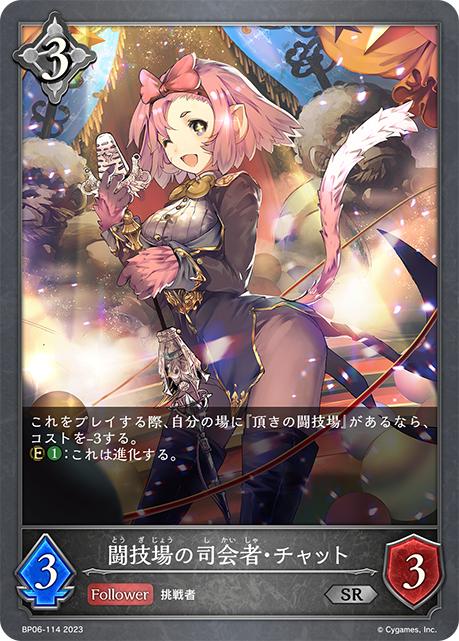 3
これをプレイする際、自分の場に『頂きの闘技場』があるなら、
コストを-3する。
E 1：これは進化する。
とうぎじょう しかいしゃ
闘技場の司会者・チャット
3
Follower 挑戦者
SR
3
BP06-114 2023
© Cygames, Inc.